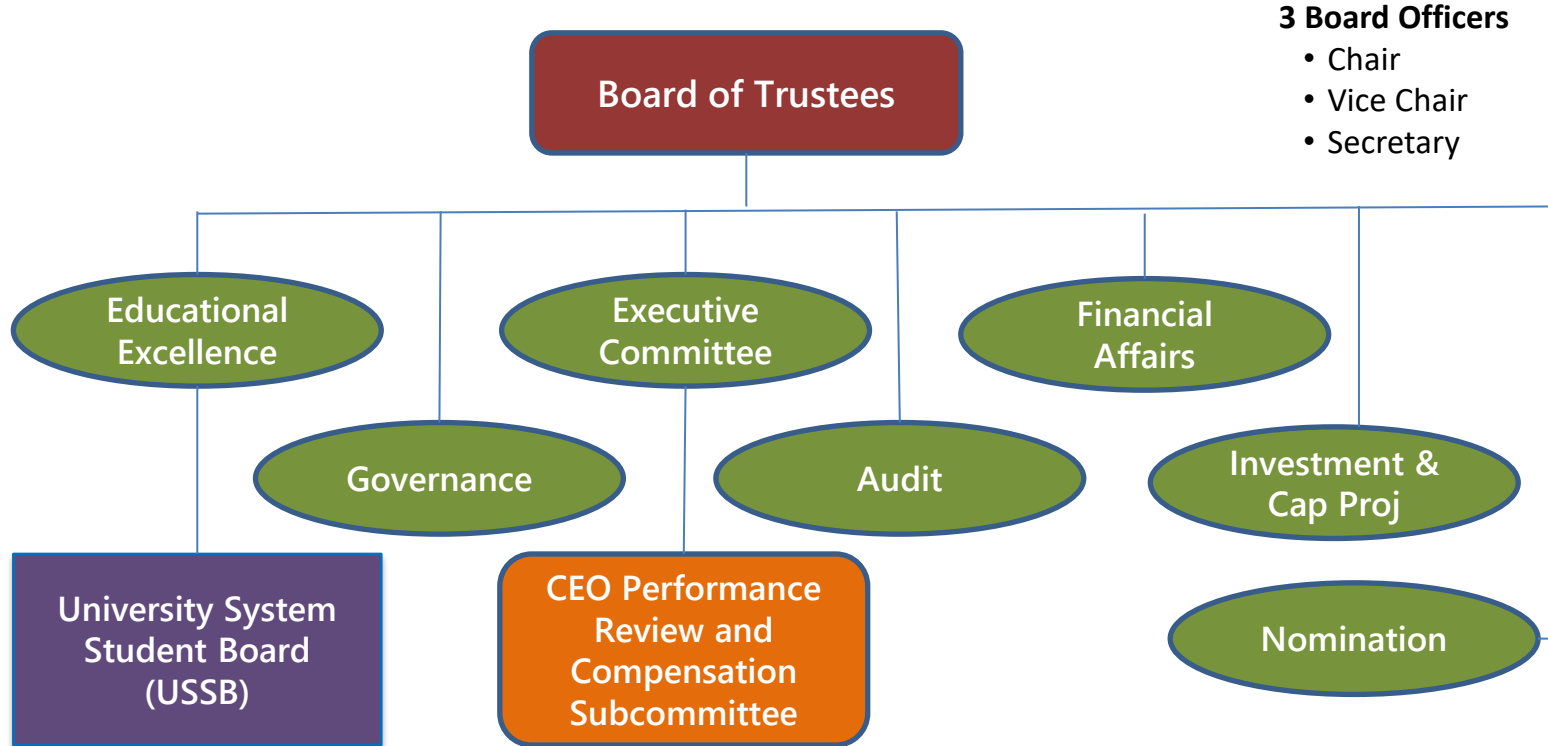 3 Board Officers
• Chair
• Vice Chair
• Secretary
Board of Trustees
Educational
Excellence
Executive
Committee
Financial
Affairs
Governance
Audit
Investment &
Cap Proj
University System
Student Board
(USSB)
CEO Performance
Review and
Compensation
Subcommittee
Nomination